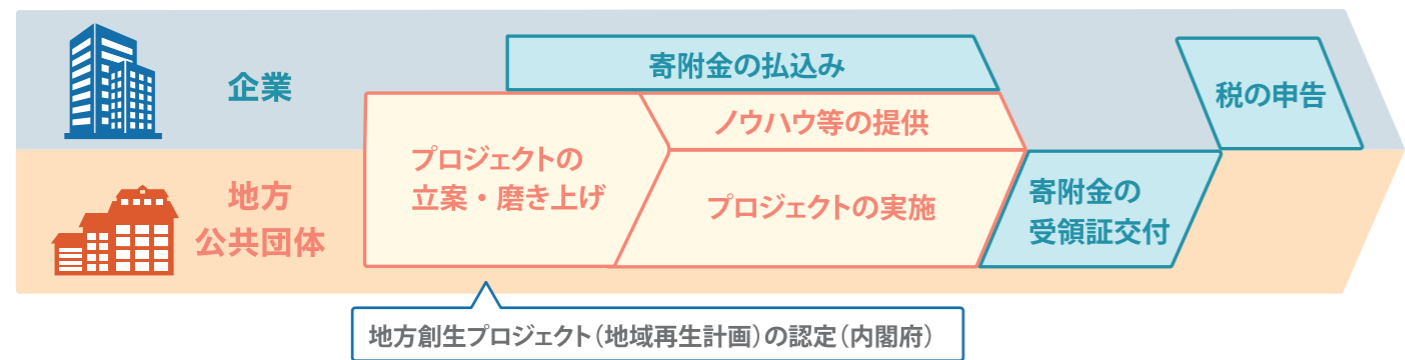 企業
寄附金の払込み
税の申告
ノウハウ等の提供
プロジェクトの
立案・磨き上げ
地方
公共団体
プロジェクトの実施
寄附金の
受領証交付
地方創生プロジェクト（地域再生計画）の認定（内閣府）